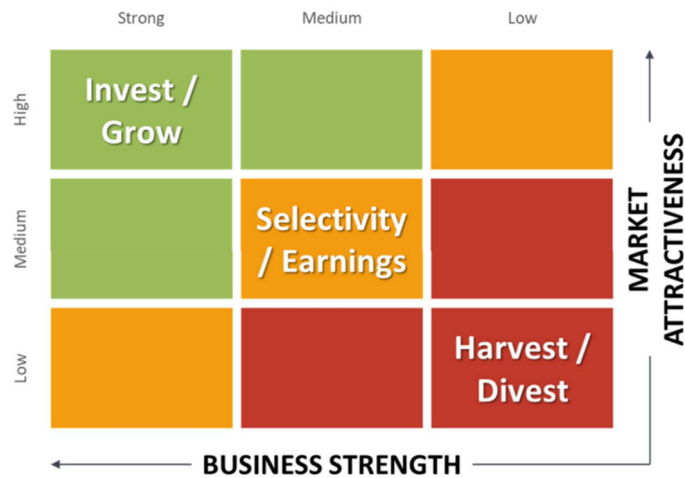 Strong Medium Low
High
Invest /
Grow
Medium
Selectivity
/ Earnings
Low
Harvest /
Divest
MARKET
ATTRACTIVENESS
BUSINESS STRENGTH